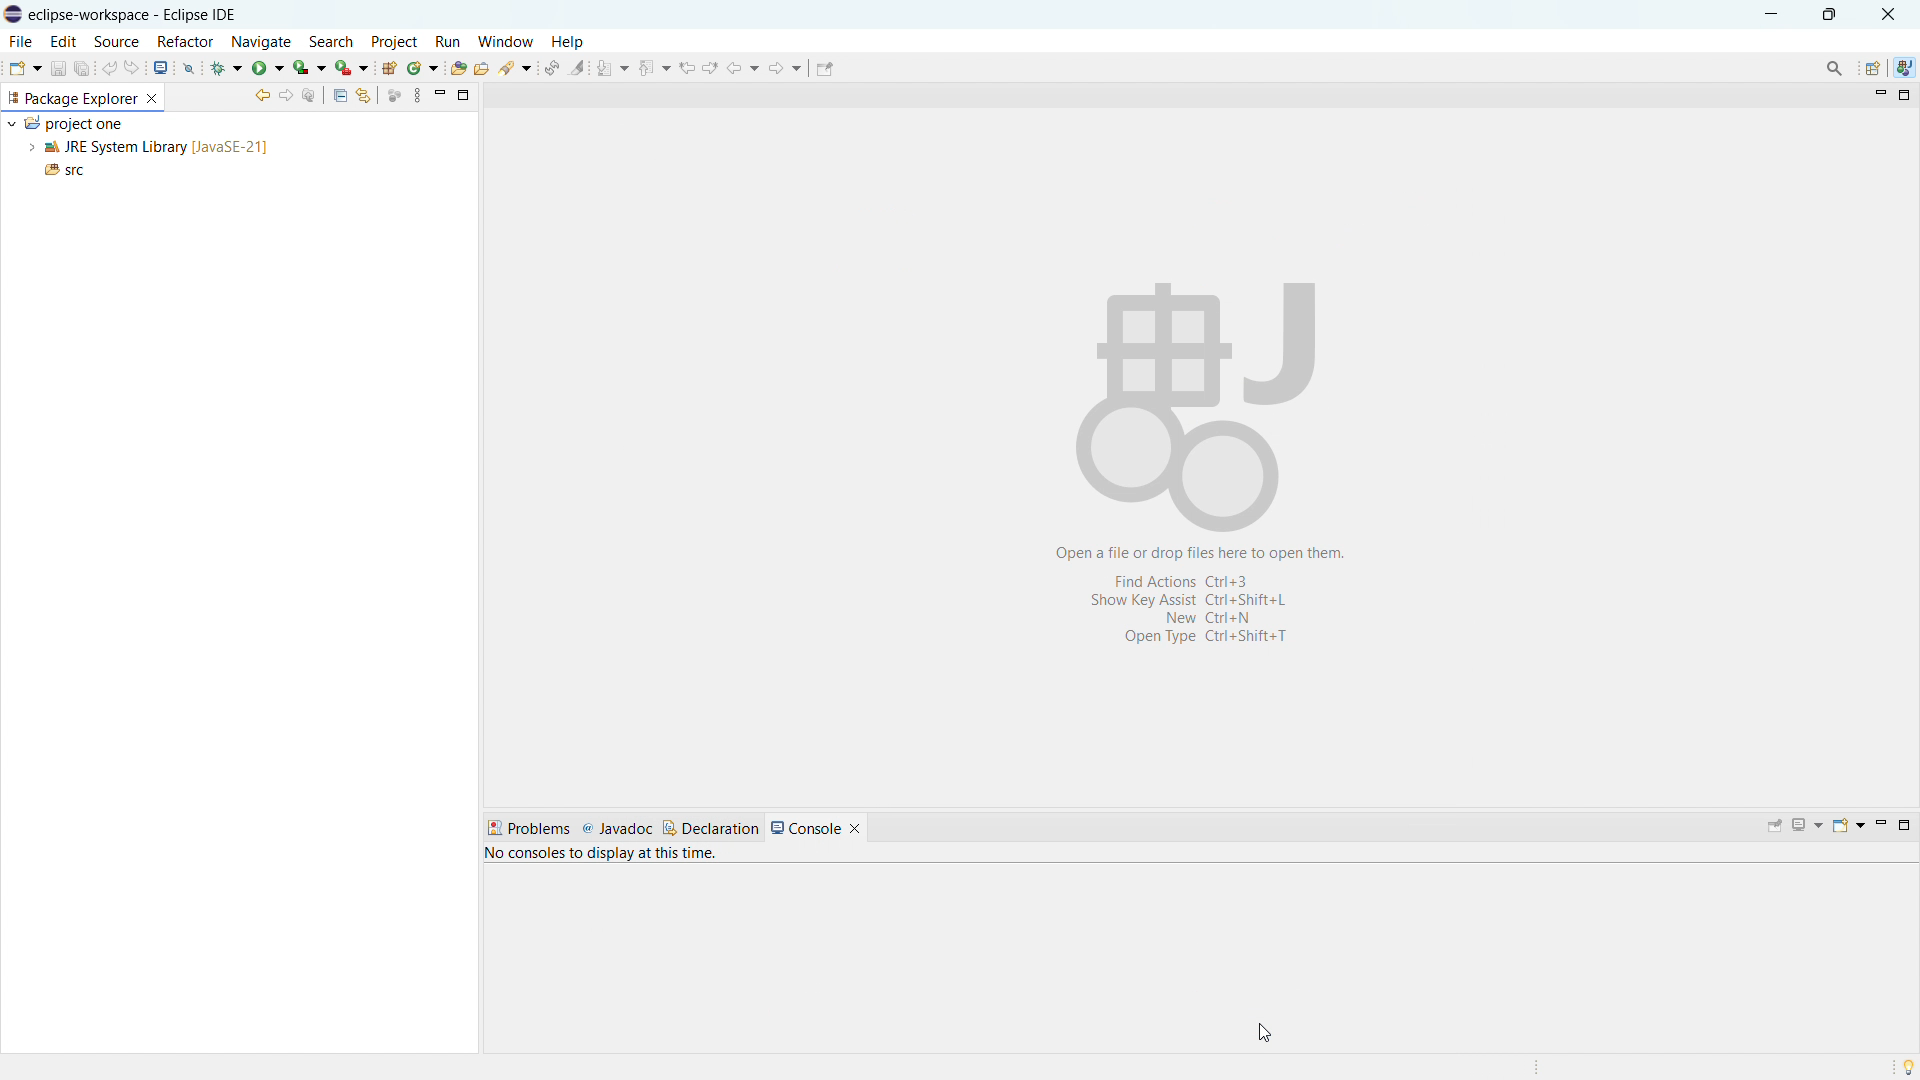 eclipse-workspace - Eclipse IDE
File Edit Source Refactor Navigate Search Project Run Window Help
Package Explorer
project one
JRE System Library [JavaSE-21]
src
Open a file or drop files here to open them.
Find Actions Ctrl+3
Show Key Assist Ctrl+Shift+L
New Ctrl+N
Open Type Ctrl+Shift+T
Problems @ Javadoc Declaration Console
No consoles to display at this time.